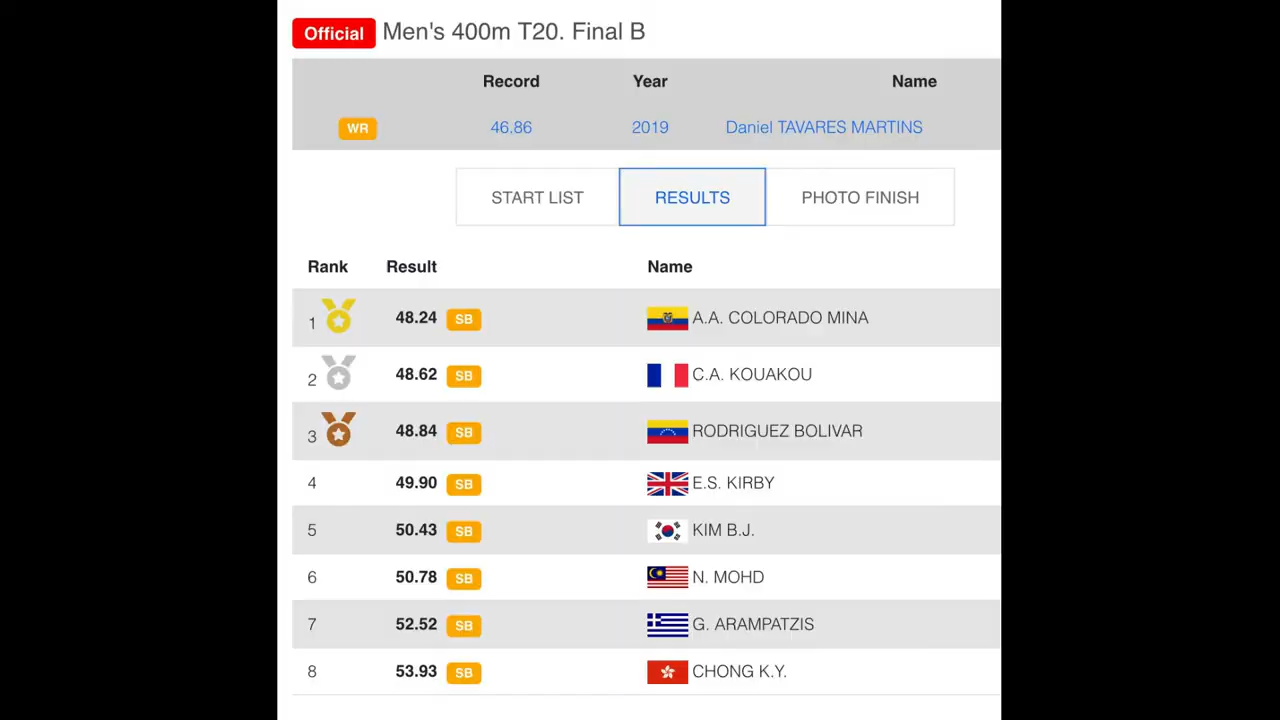 Official Men's 400m T20. Final B
Record Year Name
WR 46.86 2019 Daniel TAVARES MARTINS
START LIST RESULTS PHOTO FINISH
Rank Result Name
1 48.24 SB A.A. COLORADO MINA
2 48.62 SB C.A. KOUAKOU
3 48.84 SB RODRIGUEZ BOLIVAR
4 49.90 SB E.S. KIRBY
5 50.43 SB KIM B.J.
6 50.78 SB N. MOHD
7 52.52 SB G. ARAMPATZIS
8 53.93 SB CHONG K.Y.